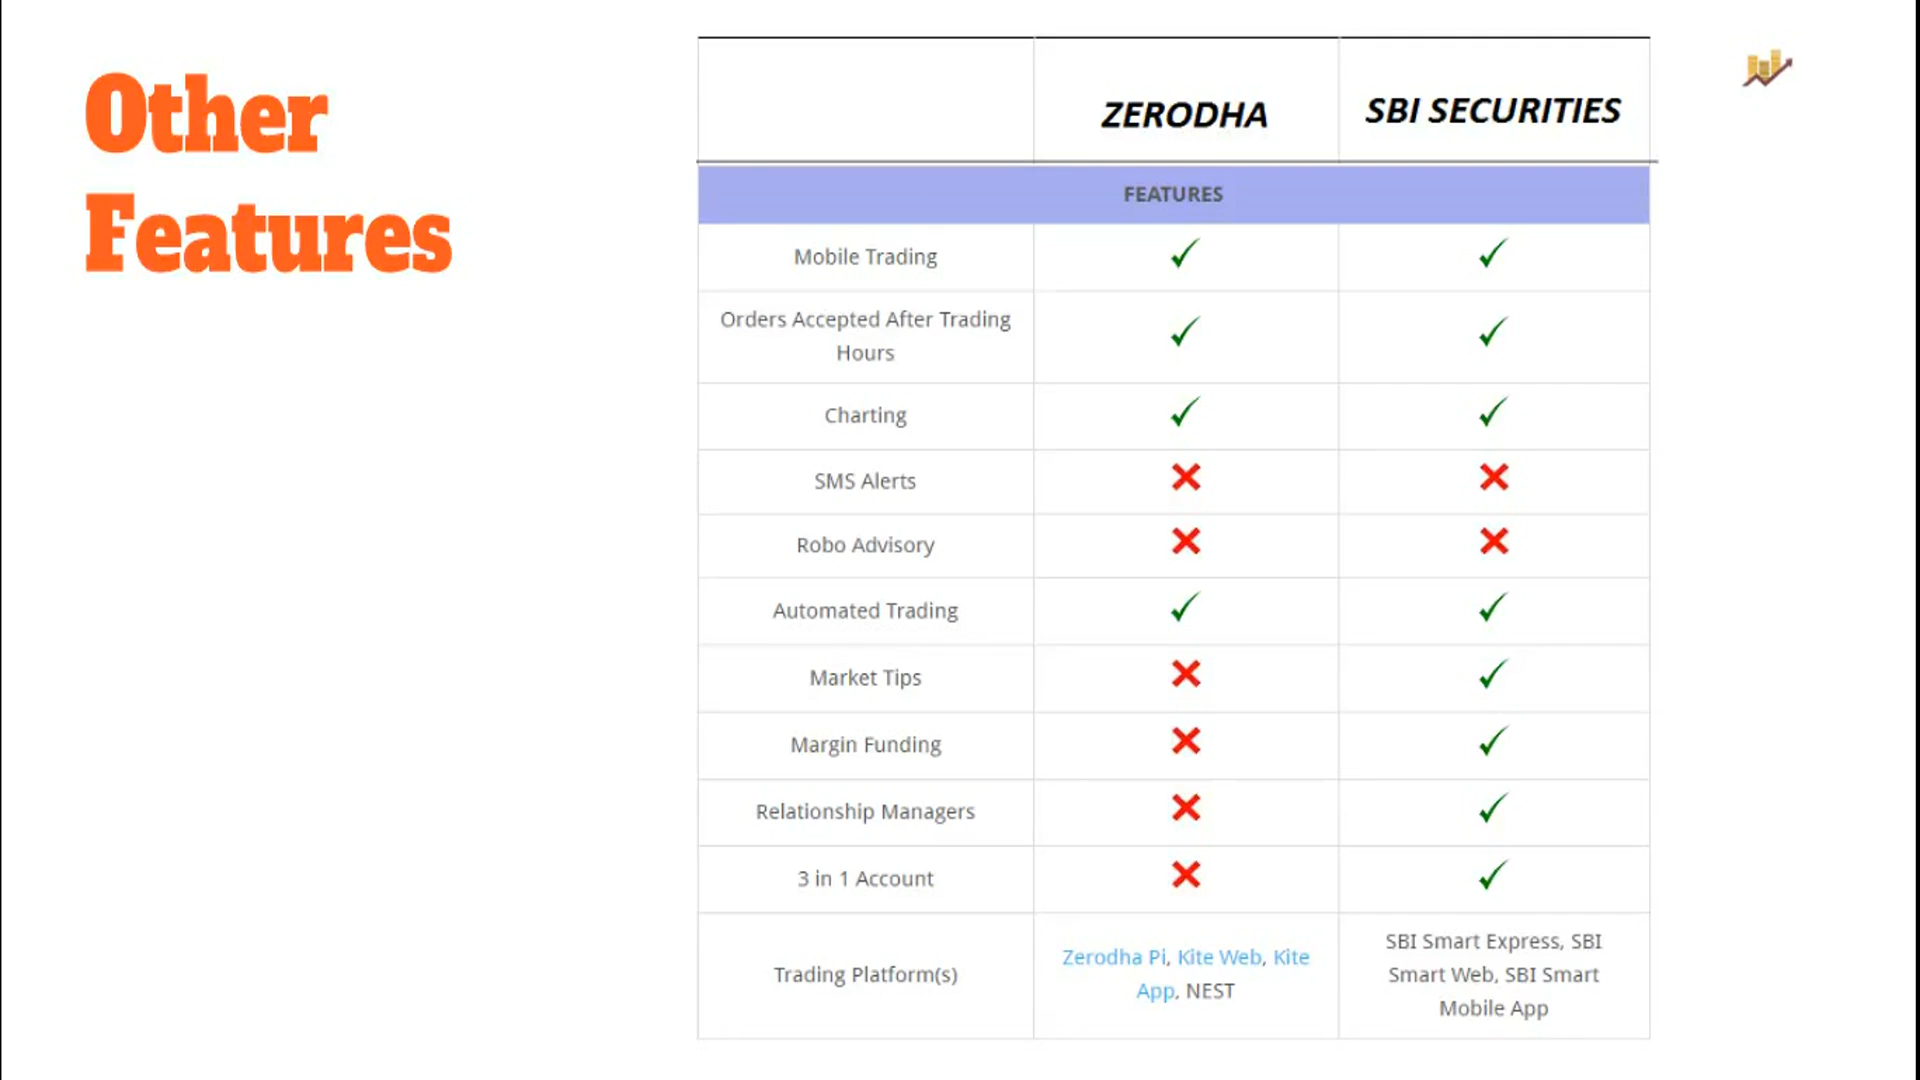 Other
Features
ZERODHA
SBI SECURITIES
FEATURES
Mobile Trading
Orders Accepted After Trading
Hours
Charting
SMS Alerts
Robo Advisory
Automated Trading
Market Tips
Margin Funding
Relationship Managers
3 in 1 Account
Trading Platform(s)
Zerodha Pi, Kite Web, Kite
App, NEST
SBI Smart Express, SBI
Smart Web, SBI Smart
Mobile App